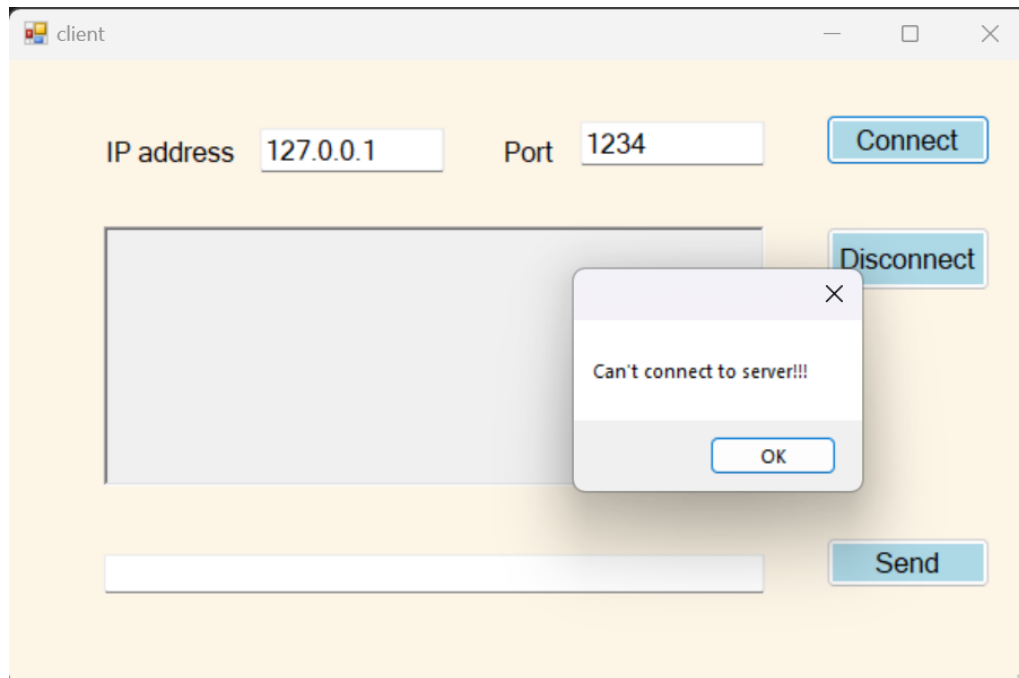 client
IP address 127.0.0.1 Port 1234 Connect
Disconnect
Can't connect to server!!!
OK
Send